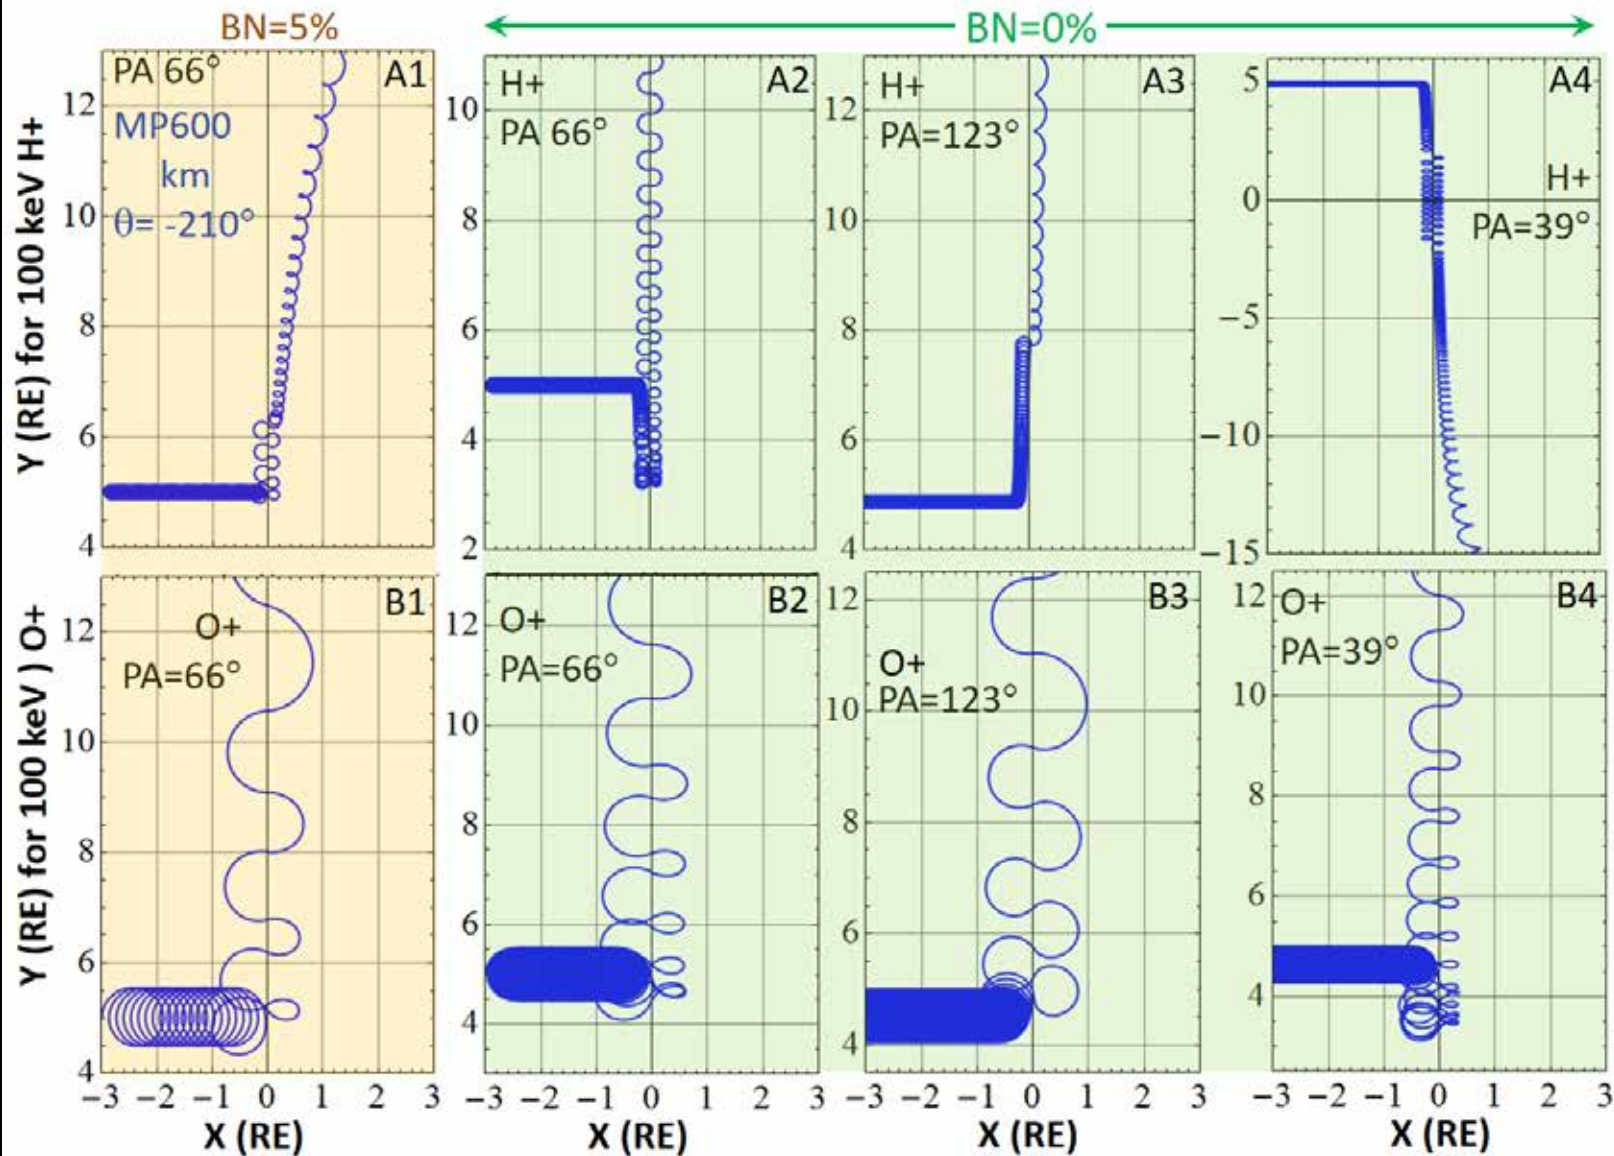 BN=5%
BN=0%
Y (RE) for 100 keV H+
PA 66°
A1
MP600
km
θ= -210°
12
10
8
6
4
H+
PA 66°
A2
10
8
6
4
2
H+
PA=123°
A3
12
10
8
6
4
A4
H+
PA=39°
5
0
−5
−10
−15
Y (RE) for 100 keV ) O+
B1
O+
PA=66°
12
10
8
6
4
B2
O+
PA=66°
12
10
8
6
4
B3
O+
PA=123°
12
10
8
6
4
B4
O+
PA=39°
12
10
8
6
4
−3 −2 −1 0 1 2 3
−3 −2 −1 0 1 2 3
−3 −2 −1 0 1 2 3
−3 −2 −1 0 1 2 3
X (RE)
X (RE)
X (RE)
X (RE)